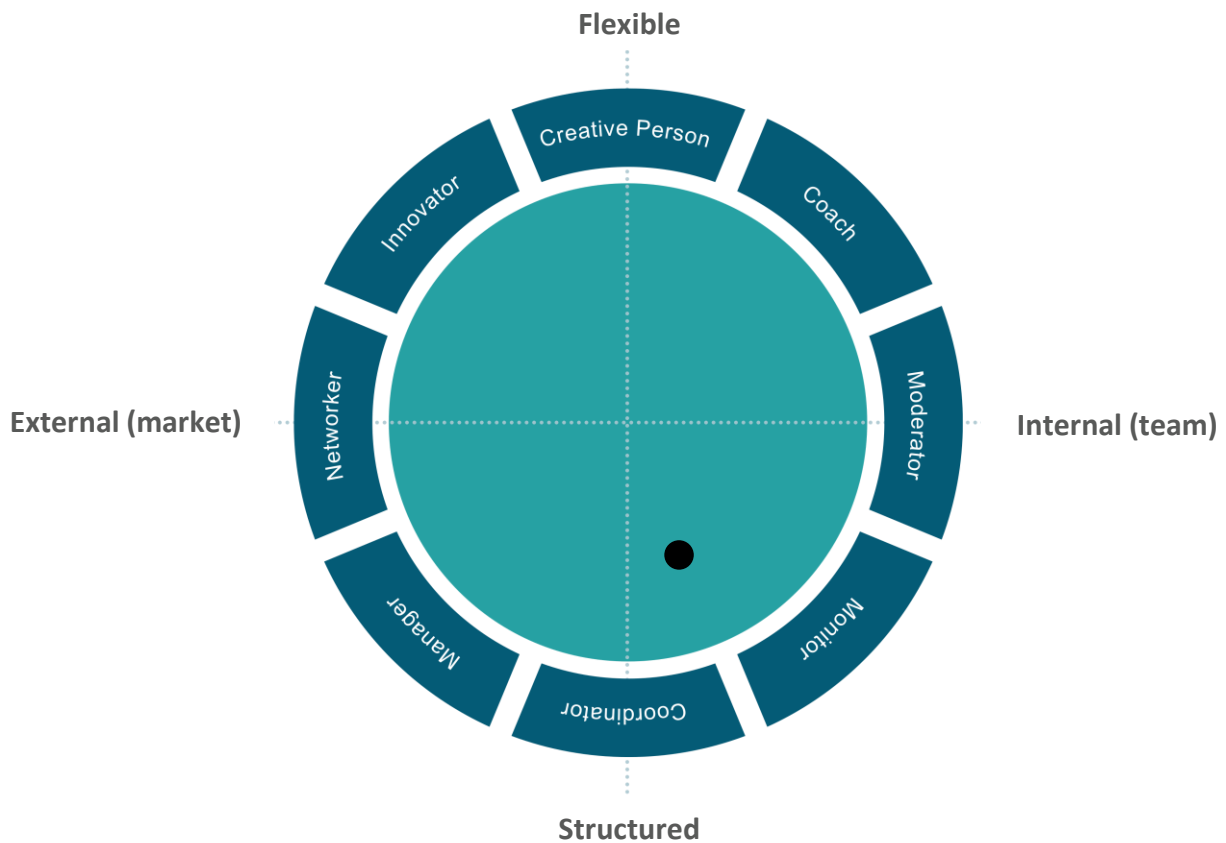 Flexible
Creative Person
Innovator
Coach
Networker
Moderator
External (market)
Internal (team)
Manager
Monitor
Coordinator
Structured